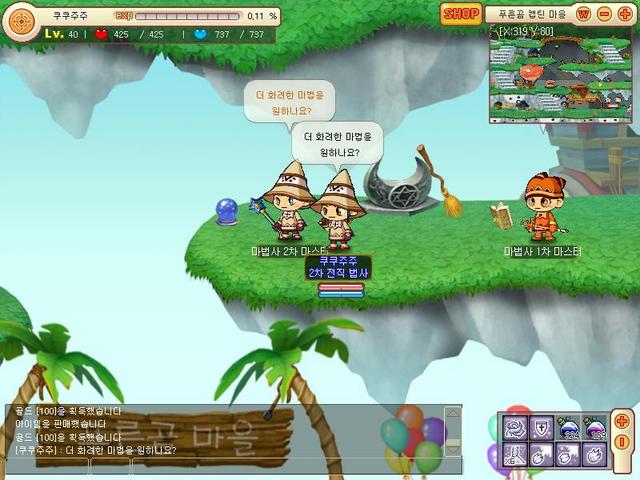 쿠쿠주주
exp
0,11 %
Lv. 40 | 425 / 425 | 737 / 737
SHOP
푸른꿈 캡틴 마을
W
[X:319 Y:80]
더 화려한 마법을
원하나요?
더 화려한 마법을
원하나요?
마법사 2차 마스터
마법사 1차 마스터
쿠쿠주주
2차 전직 법사
골드 [100]을 획득했습니다
아이템을 판매했습니다
골드 [100]을 획득했습니다
[쿠쿠주주] : 더 화려한 마법을 원하나요?
마을